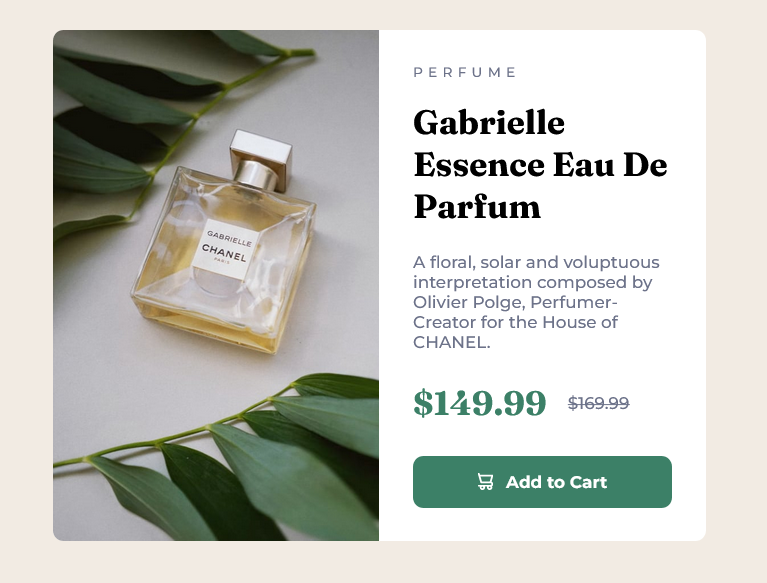 GABRIELLE
CHANEL
PARIS
PERFUME
Gabrielle
Essence Eau De
Parfum
A floral, solar and voluptuous
interpretation composed by
Olivier Polge, Perfumer-
Creator for the House of
CHANEL.
$149.99 $169.99
Add to Cart